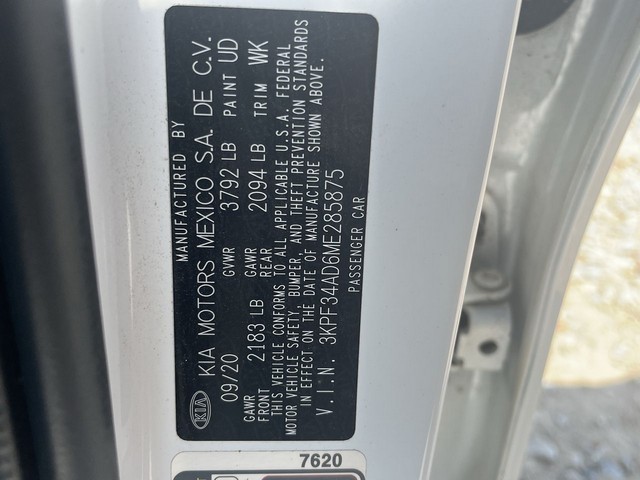 MANUFACTURED BY
KIA KIA MOTORS MEXICO S.A. DE C.V.
09/20 GVWR 3792 LB PAINT UD
GAWR FRONT 2183 LB GAWR REAR 2094 LB TRIM WK
THIS VEHICLE CONFORMS TO ALL APPLICABLE U.S.A. FEDERAL
MOTOR VEHICLE SAFETY, BUMPER, AND THEFT PREVENTION STANDARDS
IN EFFECT ON THE DATE OF MANUFACTURE SHOWN ABOVE.
V.I.N. 3KPF34AD6ME285875
PASSENGER CAR
7620